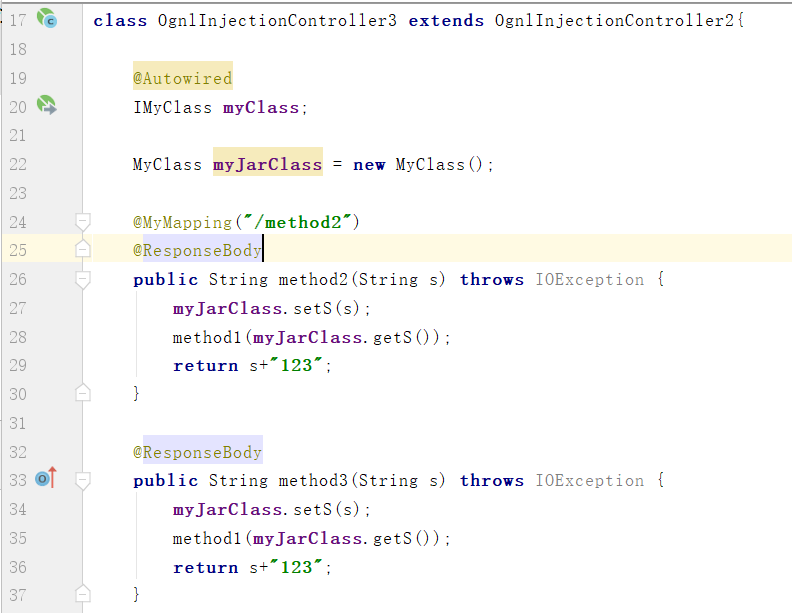 17 class OgnlInjectionController3 extends OgnlInjectionController2{
18
19 @Autowired
20 IMyClass myClass;
21
22 MyClass myJarClass = new MyClass();
23
24 @MyMapping("/method2")
25 @ResponseBody
26 public String method2(String s) throws IOException {
27 myJarClass.setS(s);
28 method1(myJarClass.getS());
29 return s+"123";
30 }
31
32 @ResponseBody
33 public String method3(String s) throws IOException {
34 myJarClass.setS(s);
35 method1(myJarClass.getS());
36 return s+"123";
37 }